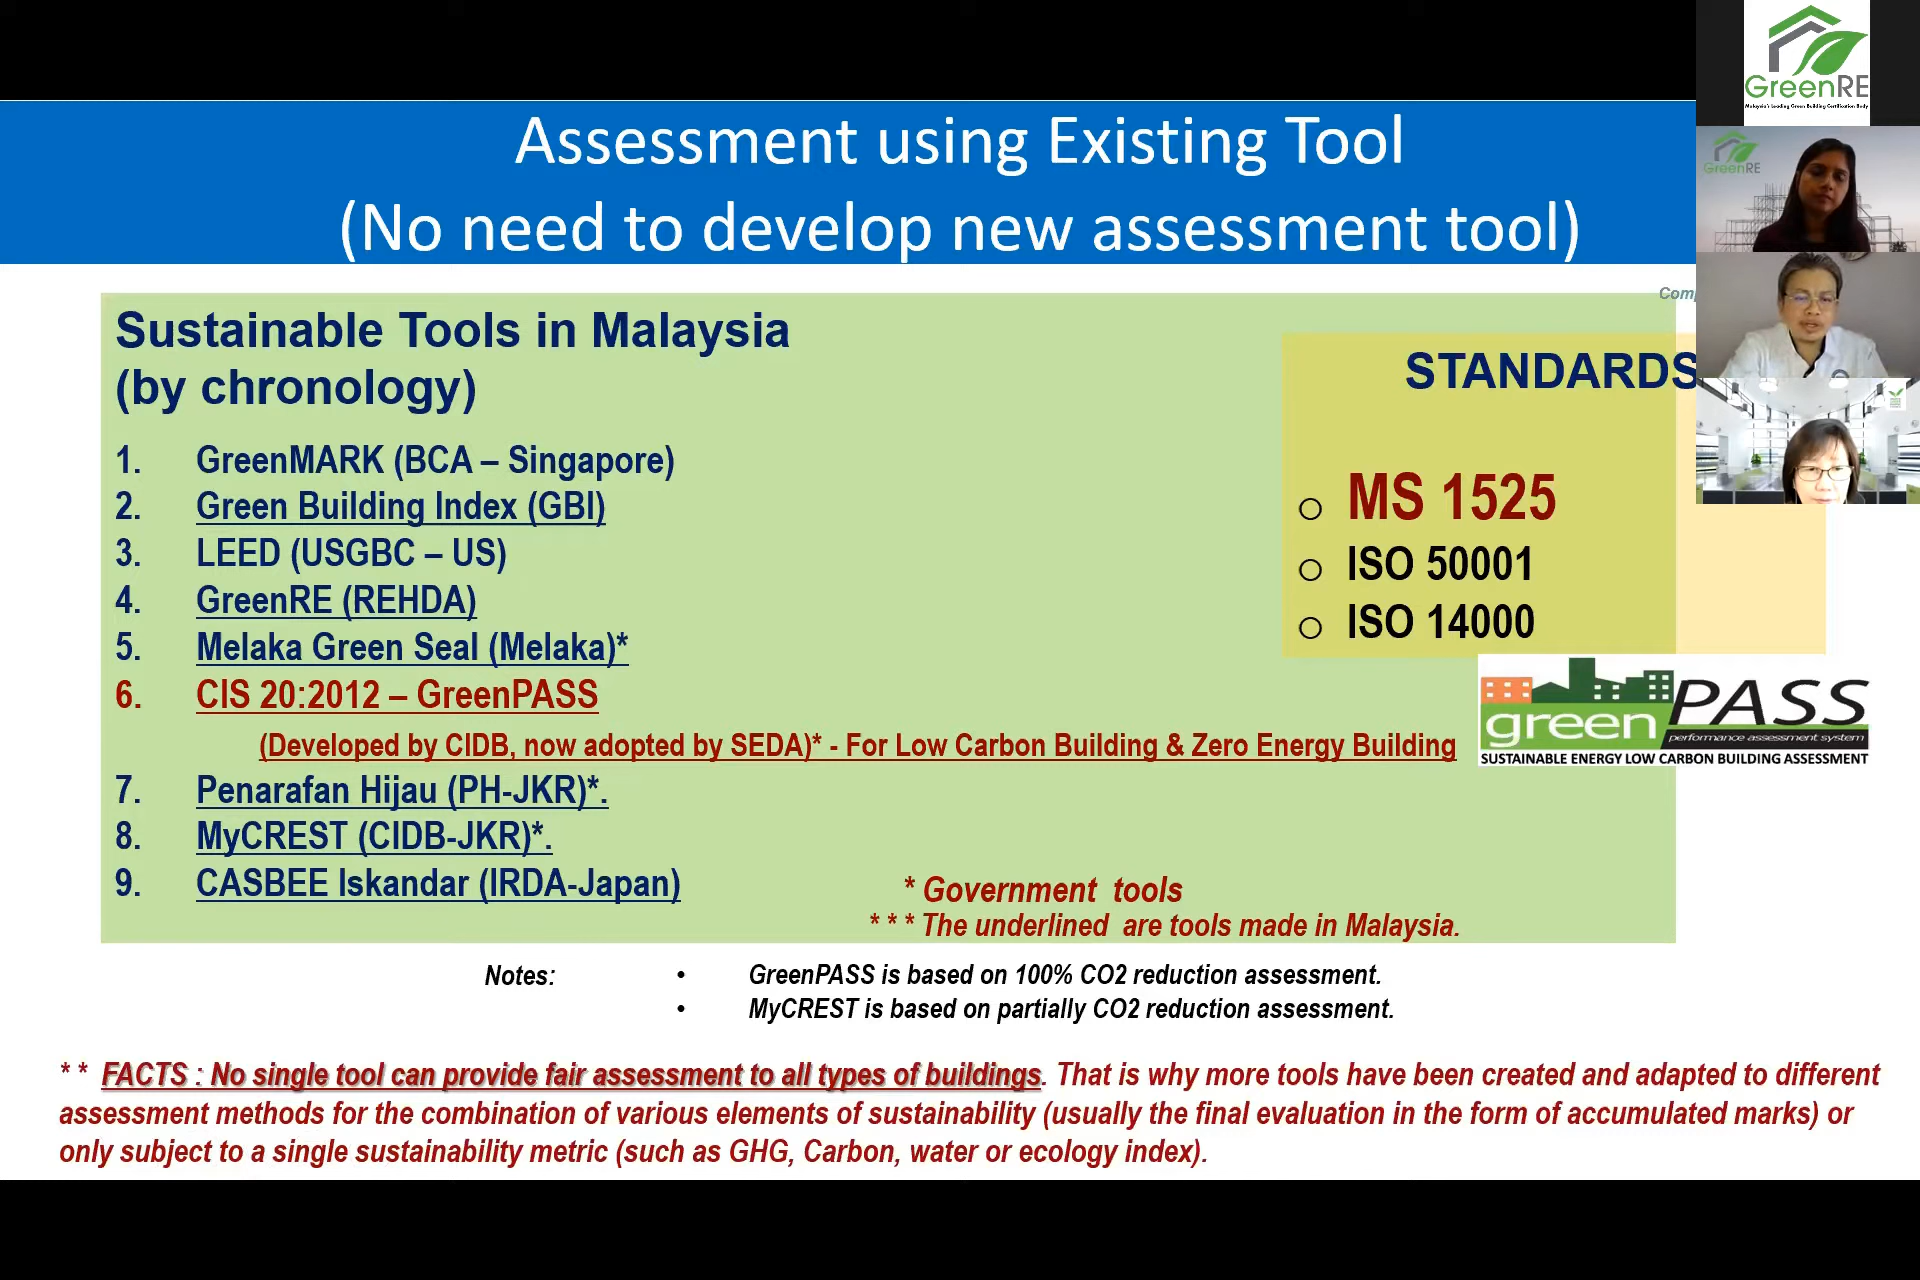 GreenRE
Malaysia's Leading Green Building Certification Body
GreenRE
Assessment using Existing Tool
(No need to develop new assessment tool)
Sustainable Tools in Malaysia
(by chronology)
1. GreenMARK (BCA – Singapore)
2. Green Building Index (GBI)
3. LEED (USGBC – US)
4. GreenRE (REHDA)
5. Melaka Green Seal (Melaka)*
6. CIS 20:2012 – GreenPASS
(Developed by CIDB, now adopted by SEDA)* - For Low Carbon Building & Zero Energy Building
7. Penarafan Hijau (PH-JKR)*.
8. MyCREST (CIDB-JKR)*.
9. CASBEE Iskandar (IRDA-Japan)
* Government tools
* * * The underlined are tools made in Malaysia.
STANDARDS
o MS 1525
o ISO 50001
o ISO 14000
green PASS
performance assessment system
SUSTAINABLE ENERGY LOW CARBON BUILDING ASSESSMENT
Notes:
• GreenPASS is based on 100% CO2 reduction assessment.
• MyCREST is based on partially CO2 reduction assessment.
* * FACTS : No single tool can provide fair assessment to all types of buildings. That is why more tools have been created and adapted to different
assessment methods for the combination of various elements of sustainability (usually the final evaluation in the form of accumulated marks) or
only subject to a single sustainability metric (such as GHG, Carbon, water or ecology index).